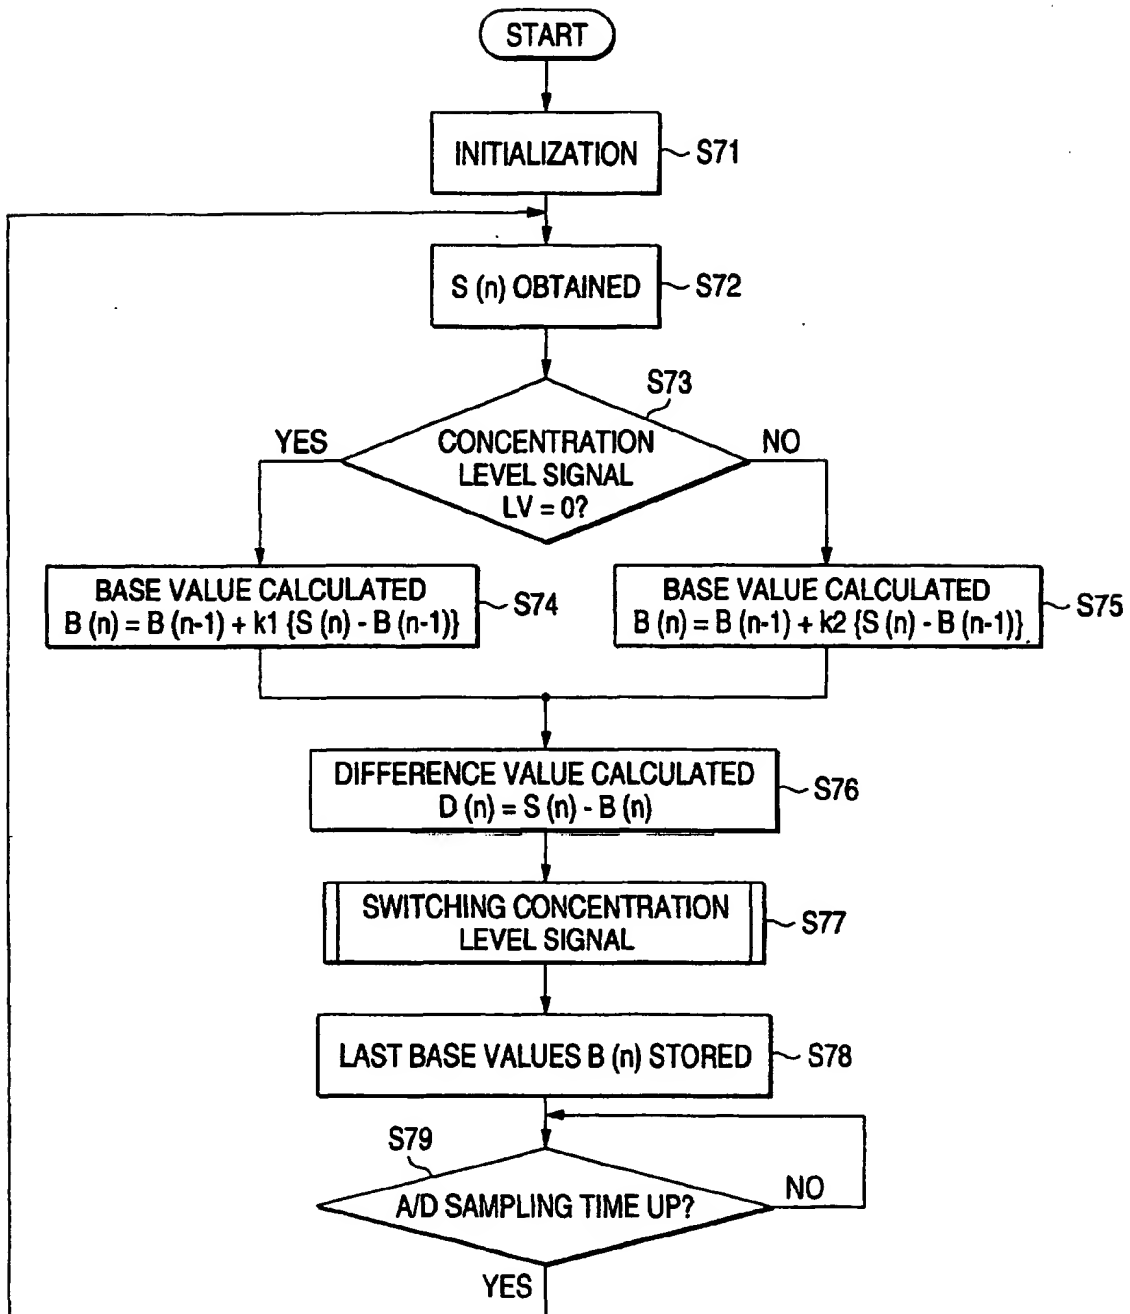 START
INITIALIZATION
S71
S (n) OBTAINED
S72
S73
CONCENTRATION
LEVEL SIGNAL
LV = 0?
YES
NO
BASE VALUE CALCULATED
B (n) = B (n-1) + k1 {S (n) - B (n-1)}
S74
BASE VALUE CALCULATED
B (n) = B (n-1) + k2 {S (n) - B (n-1)}
S75
DIFFERENCE VALUE CALCULATED
D (n) = S (n) - B (n)
S76
SWITCHING CONCENTRATION
LEVEL SIGNAL
S77
LAST BASE VALUES B (n) STORED
S78
S79
A/D SAMPLING TIME UP?
NO
YES